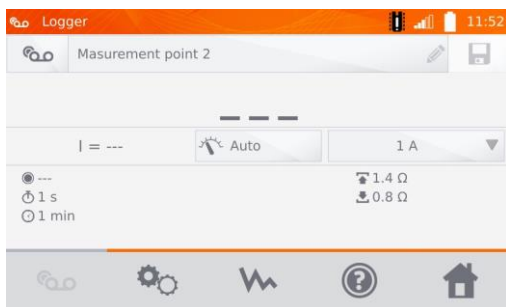 Logger 11:52
Masurement point 2
---
I = --- Auto 1 A
--- 1.4 Ω
1 s 0.8 Ω
1 min